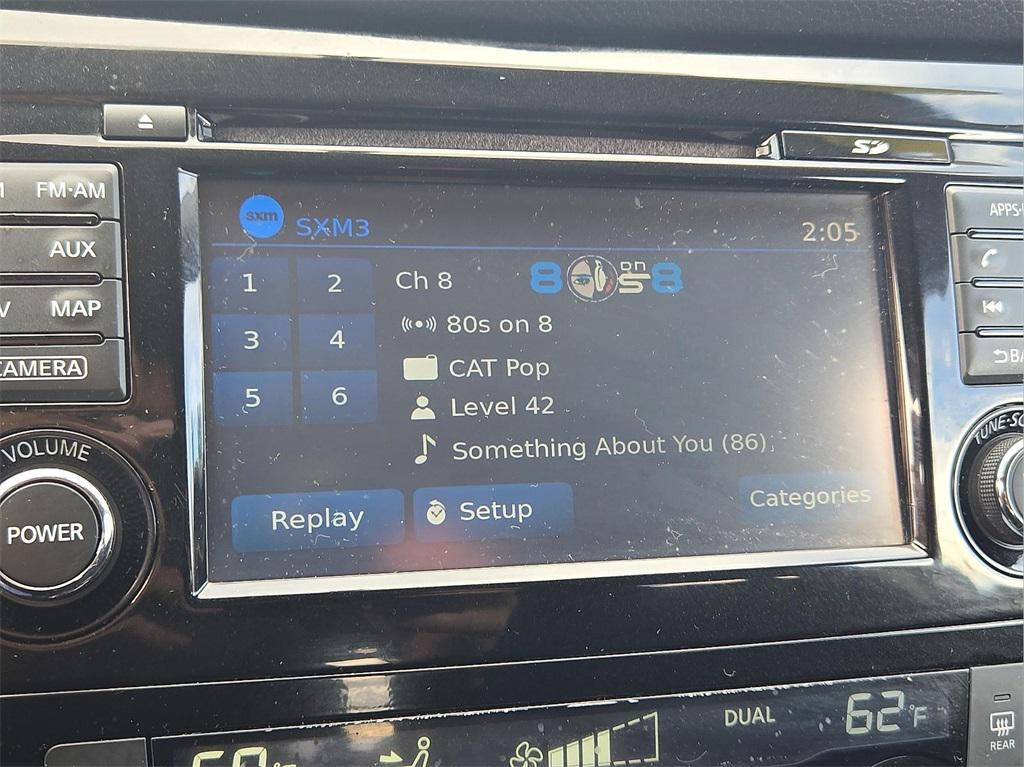 SD
FM·AM
AUX
MAP
CAMERA
VOLUME
POWER
sxm SXM3 2:05
1 2
3 4
5 6
Ch 8 80s on 8
80s on 8
CAT Pop
Level 42
Something About You (86)
Replay Setup Categories
APPS
TUNE
DUAL 62°F
REAR